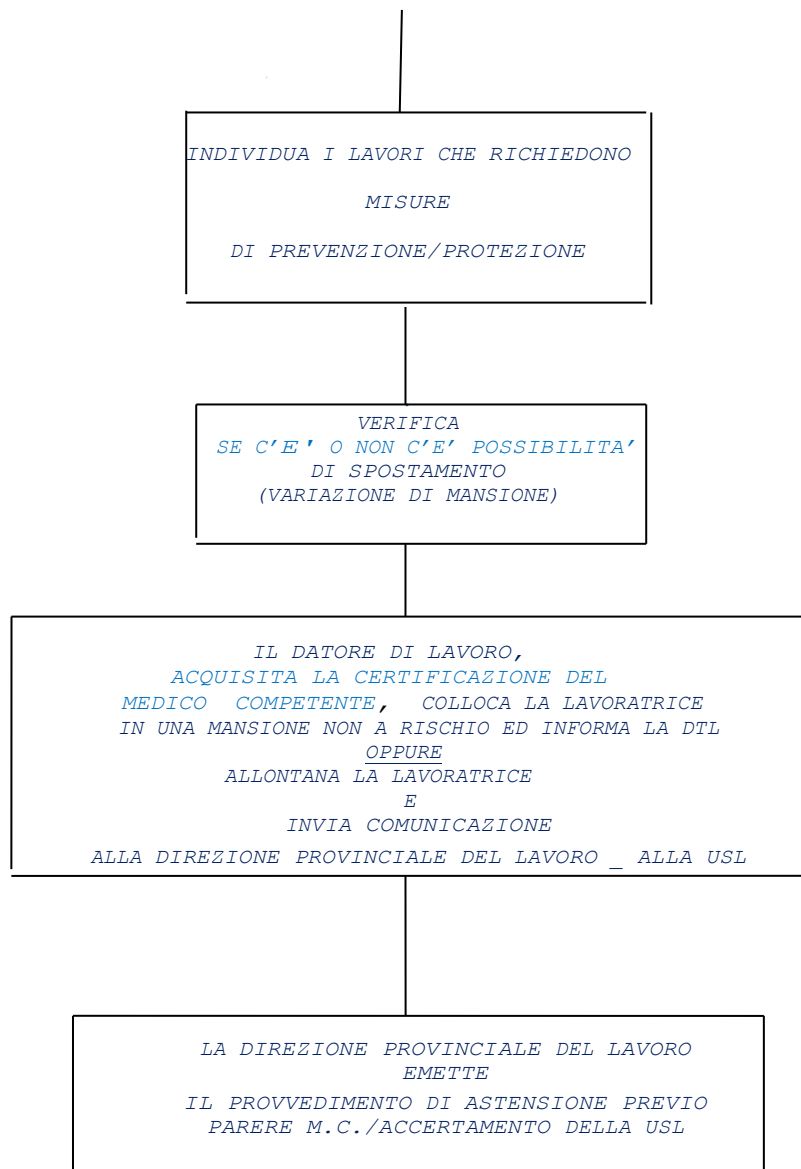 INDIVIDUA I LAVORI CHE RICHIEDONO
MISURE
DI PREVENZIONE/PROTEZIONE
VERIFICA
SE C'E' O NON C'E' POSSIBILITA'
DI SPOSTAMENTO
(VARIAZIONE DI MANSIONE)
IL DATORE DI LAVORO,
ACQUISITA LA CERTIFICAZIONE DEL
MEDICO COMPETENTE, COLLOCA LA LAVORATRICE
IN UNA MANSIONE NON A RISCHIO ED INFORMA LA DTL
OPPURE
ALLONTANA LA LAVORATRICE
E
INVIA COMUNICAZIONE
ALLA DIREZIONE PROVINCIALE DEL LAVORO _ ALLA USL
LA DIREZIONE PROVINCIALE DEL LAVORO
EMETTE
IL PROVVEDIMENTO DI ASTENSIONE PREVIO
PARERE M.C./ACCERTAMENTO DELLA USL